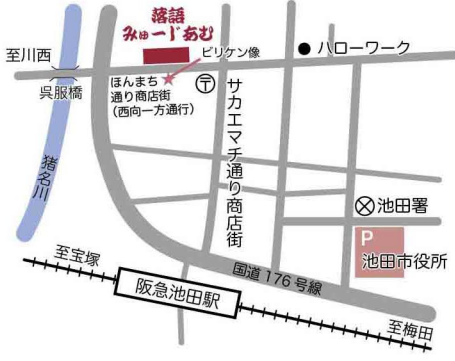 落語
みゅーじあむ
至川西
ビリケン像
ハローワーク
呉服橋
ほんまち
通り商店街
(西向一方通行)
〒
サカエマチ通り商店街
猪名川
池田署
P
池田市役所
至宝塚
国道176号線
阪急池田駅
至梅田